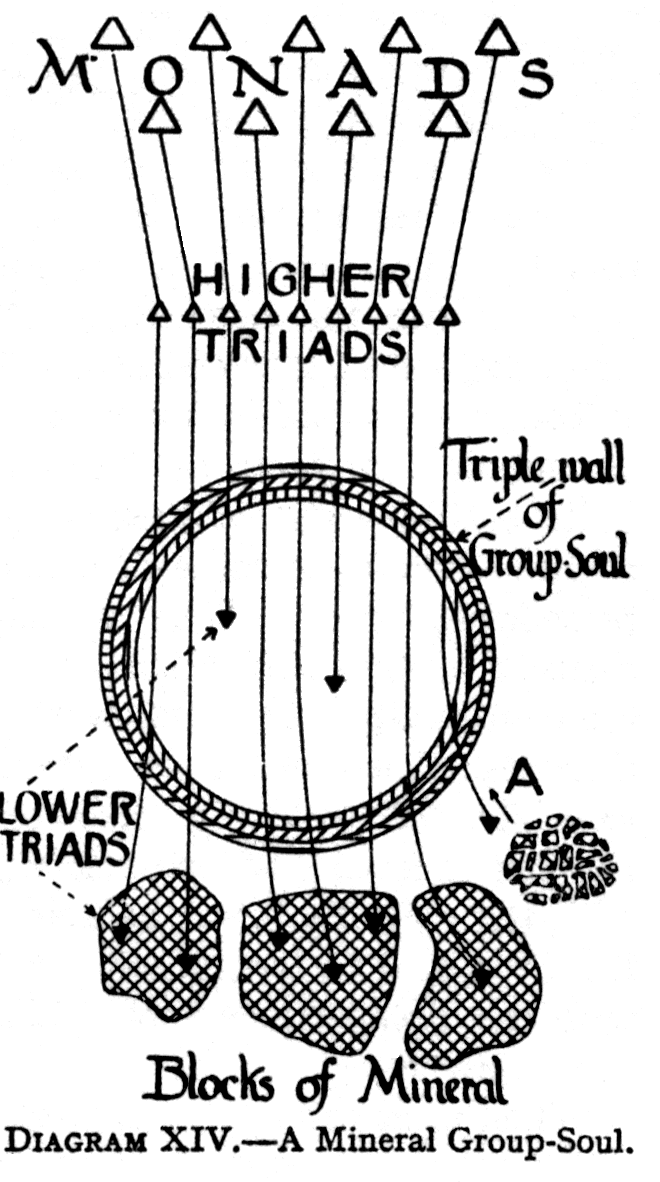 MONADS
HIGHER
TRIADS
Triple wall
of
Group-Soul
A
LOWER
TRIADS
Blocks of Mineral
DIAGRAM XIV.—A Mineral Group-Soul.